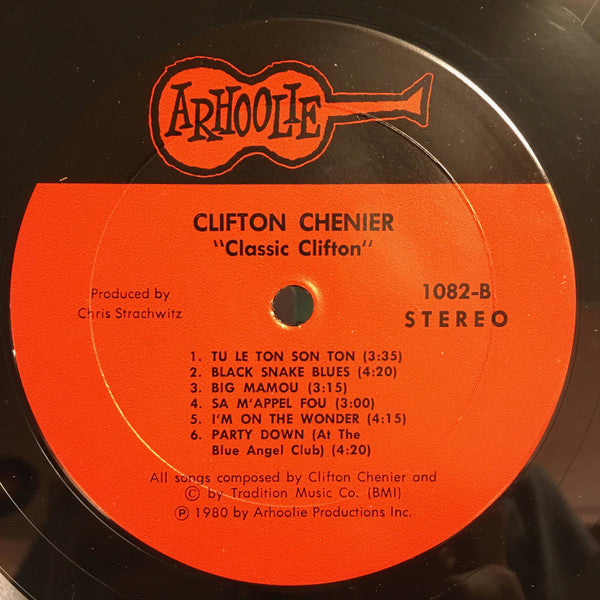 ARHOOLIE
CLIFTON CHENIER
"Classic Clifton"
Produced by
Chris Strachwitz
1082-B
STEREO
1. TU LE TON SON TON (3:35)
2. BLACK SNAKE BLUES (4:20)
3. BIG MAMOU (3:15)
4. SA M'APPEL FOU (3:00)
5. I'M ON THE WONDER (4:15)
6. PARTY DOWN (At The
Blue Angel Club) (4:20)
All songs composed by Clifton Chenier and
© by Tradition Music Co. (BMI)
℗ 1980 by Arhoolie Productions Inc.